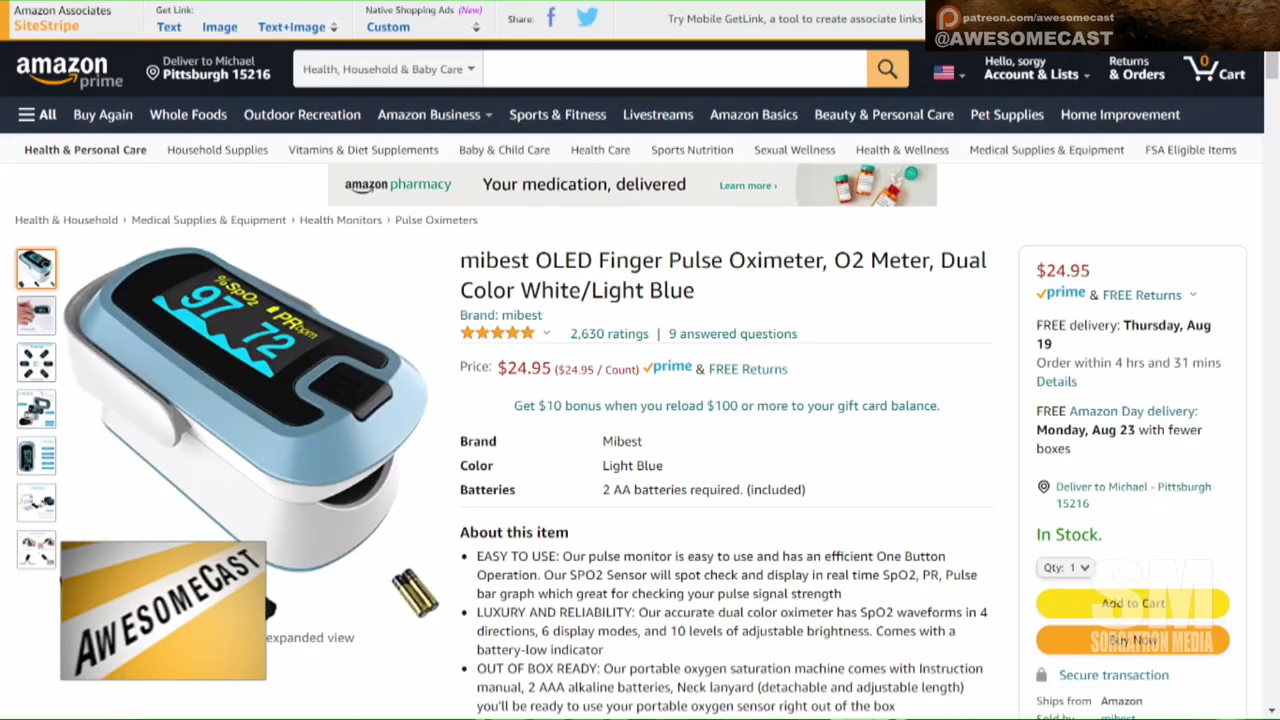 Amazon Associates
SiteStripe
Get Link:
Text Image Text+Image
Native Shopping Ads (New)
Custom
Share:
Try Mobile GetLink, a tool to create associate links
patreon.com/awesomecast
@AWESOMECAST
amazon
prime
Deliver to Michael
Pittsburgh 15216
Health, Household & Baby Care
Hello, sorgy
Account & Lists
Returns
& Orders
0
Cart
All Buy Again Whole Foods Outdoor Recreation Amazon Business Sports & Fitness Livestreams Amazon Basics Beauty & Personal Care Pet Supplies Home Improvement
Health & Personal Care Household Supplies Vitamins & Diet Supplements Baby & Child Care Health Care Sports Nutrition Sexual Wellness Health & Wellness Medical Supplies & Equipment FSA Eligible Items
amazon pharmacy Your medication, delivered Learn more ›
Health & Household › Medical Supplies & Equipment › Health Monitors › Pulse Oximeters
%SpO2
97
PRbpm
72
AWESOMECAST
expanded view
mibest OLED Finger Pulse Oximeter, O2 Meter, Dual
Color White/Light Blue
Brand: mibest
2,630 ratings | 9 answered questions
Price: $24.95 ($24.95 / Count) prime & FREE Returns
Get $10 bonus when you reload $100 or more to your gift card balance.
Brand Mibest
Color Light Blue
Batteries 2 AA batteries required. (included)
About this item
• EASY TO USE: Our pulse monitor is easy to use and has an efficient One Button
Operation. Our SPO2 Sensor will spot check and display in real time SpO2, PR, Pulse
bar graph which great for checking your pulse signal strength
• LUXURY AND RELIABILITY: Our accurate dual color oximeter has SpO2 waveforms in 4
directions, 6 display modes, and 10 levels of adjustable brightness. Comes with a
battery-low indicator
• OUT OF BOX READY: Our portable oxygen saturation machine comes with Instruction
manual, 2 AAA alkaline batteries, Neck lanyard (detachable and adjustable length)
you'll be ready to use your portable oxygen sensor right out of the box
$24.95
prime & FREE Returns
FREE delivery: Thursday, Aug
19
Order within 4 hrs and 31 mins
Details
FREE Amazon Day delivery:
Monday, Aug 23 with fewer
boxes
Deliver to Michael - Pittsburgh
15216
In Stock.
Qty: 1
Add to Cart
Buy Now
SM
SORGATRON MEDIA
Secure transaction
Ships from Amazon
Sold by mibest